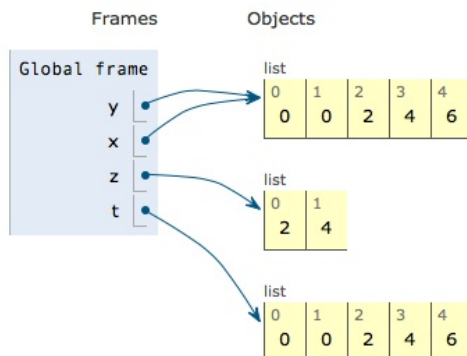 Frames Objects
Global frame
y
x
z
t
list
0 1 2 3 4
0 0 2 4 6
list
0 1
2 4
list
0 1 2 3 4
0 0 2 4 6